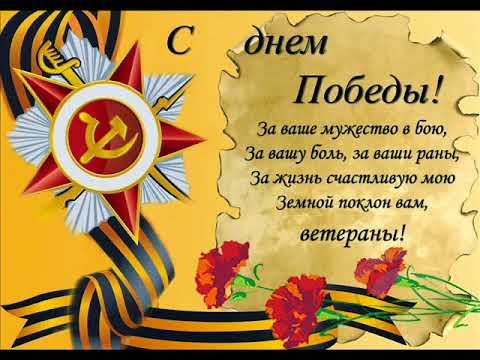 С днем
Победы!
За ваше мужество в бою,
За вашу боль, за ваши раны,
За жизнь счастливую мою
Земной поклон вам,
ветераны!